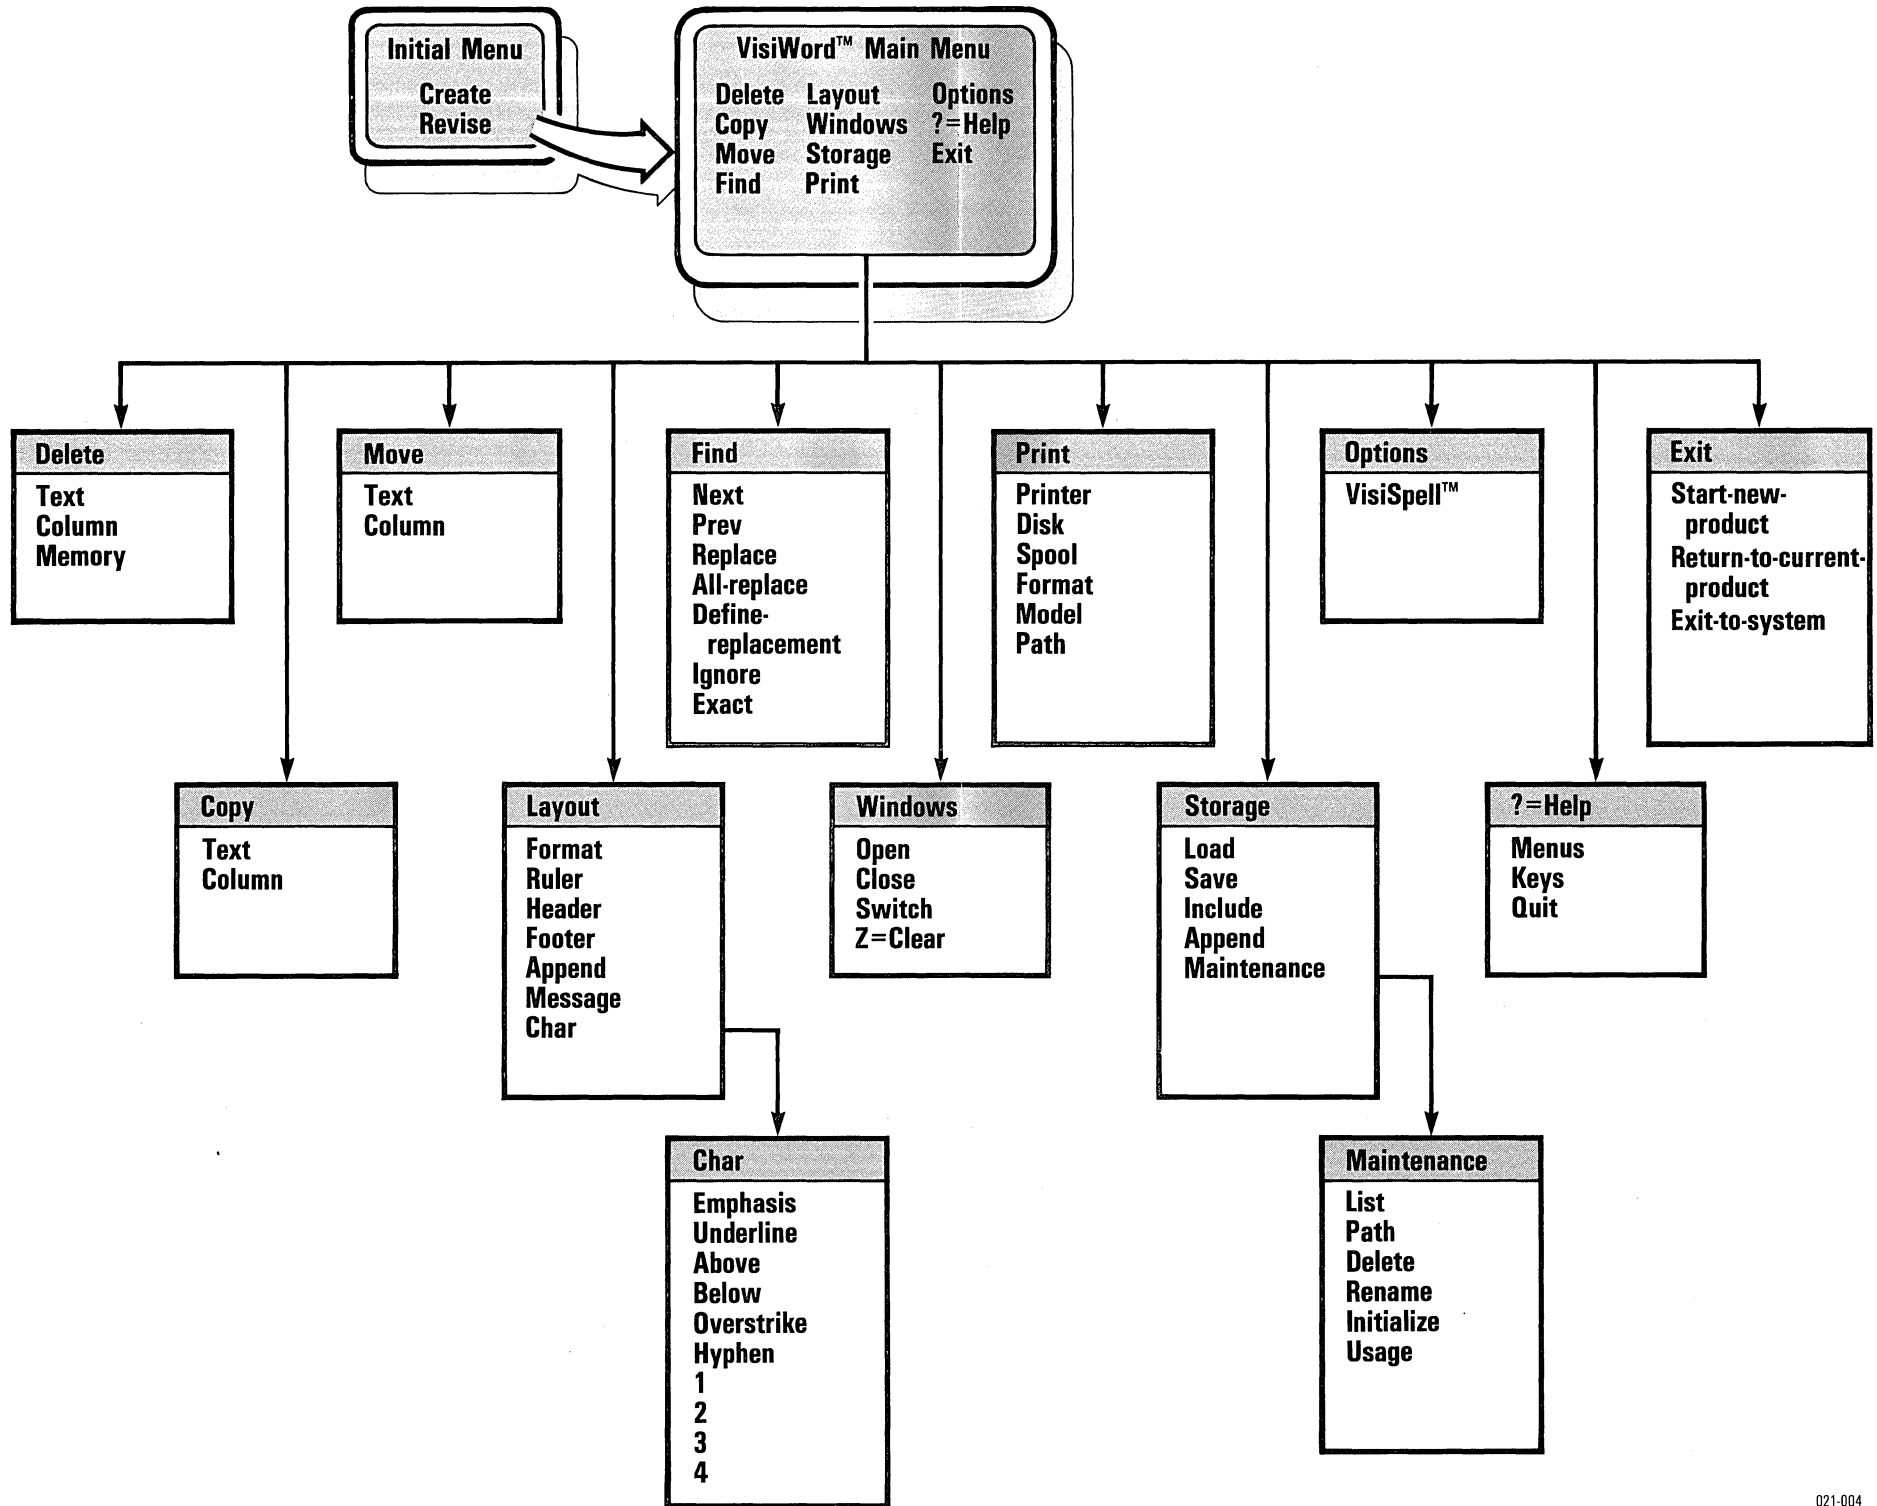 Initial Menu
Create
Revise
VisiWord™ Main Menu
Delete Layout Options
Copy Windows ?=Help
Move Storage Exit
Find Print
Delete
Text
Column
Memory
Move
Text
Column
Find
Next
Prev
Replace
All-replace
Define-
replacement
Ignore
Exact
Print
Printer
Disk
Spool
Format
Model
Path
Options
VisiSpell™
Exit
Start-new-
product
Return-to-current-
product
Exit-to-system
Copy
Text
Column
Layout
Format
Ruler
Header
Footer
Append
Message
Char
Windows
Open
Close
Switch
Z=Clear
Storage
Load
Save
Include
Append
Maintenance
?=Help
Menus
Keys
Quit
Char
Emphasis
Underline
Above
Below
Overstrike
Hyphen
1
2
3
4
Maintenance
List
Path
Delete
Rename
Initialize
Usage
021-004